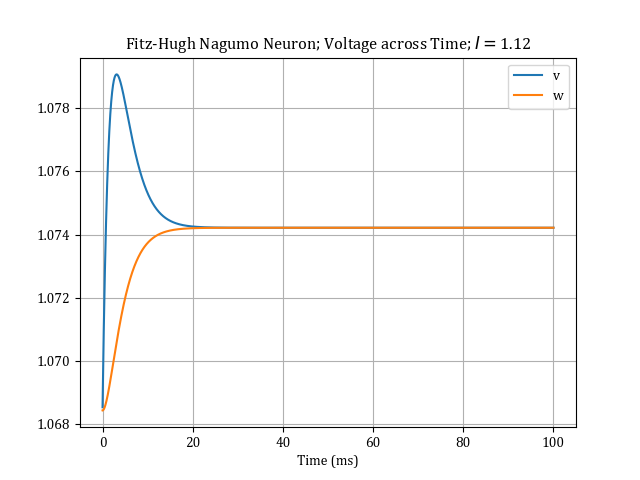 Fitz-Hugh Nagumo Neuron; Voltage across Time; I = 1.12
v
w
1.078
1.076
1.074
1.072
1.070
1.068
0 20 40 60 80 100
Time (ms)